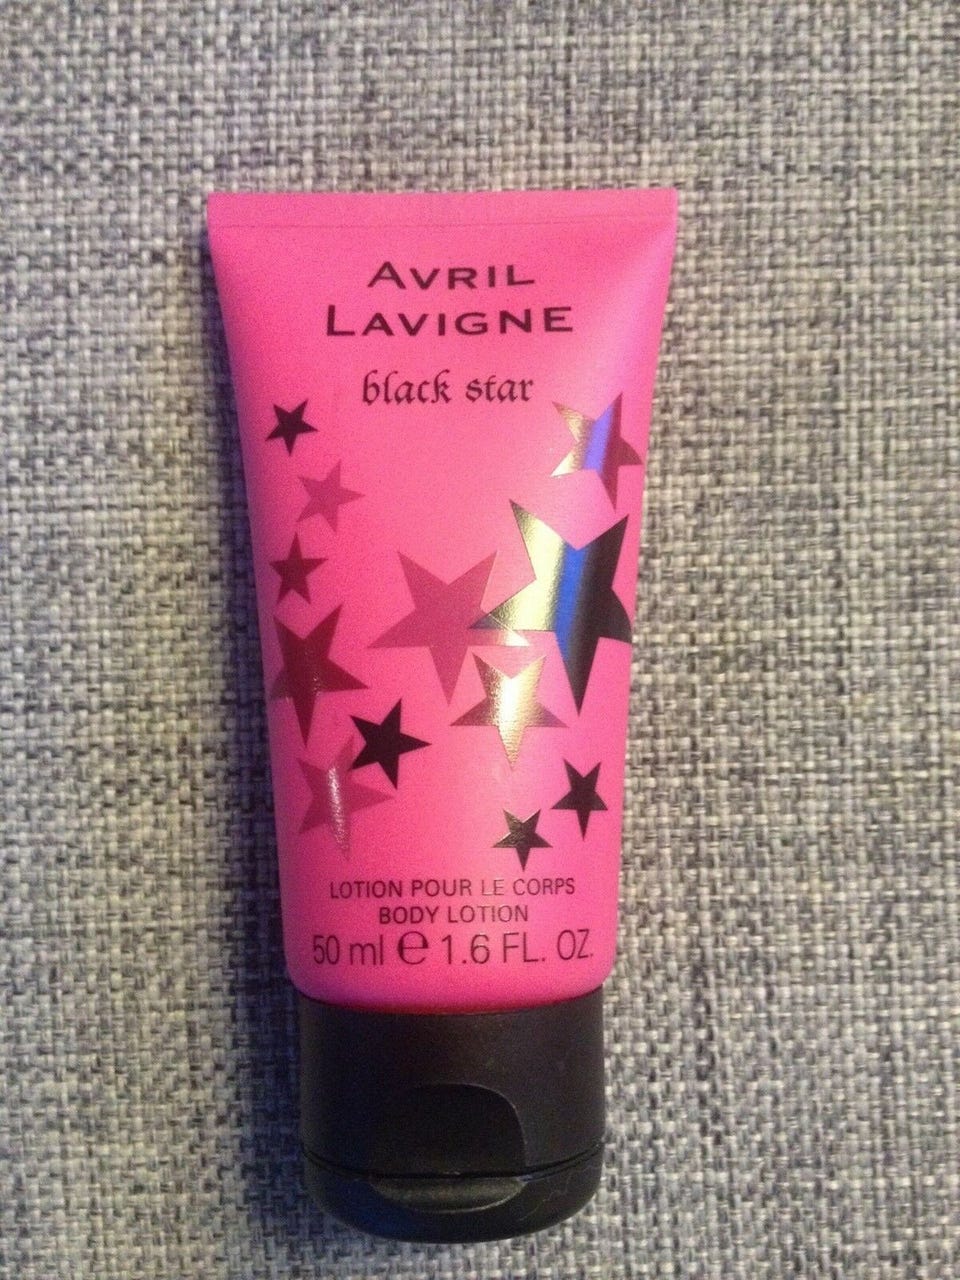 AVRIL
LAVIGNE
black star
LOTION POUR LE CORPS
BODY LOTION
50 ml ℮ 1.6 FL. OZ.